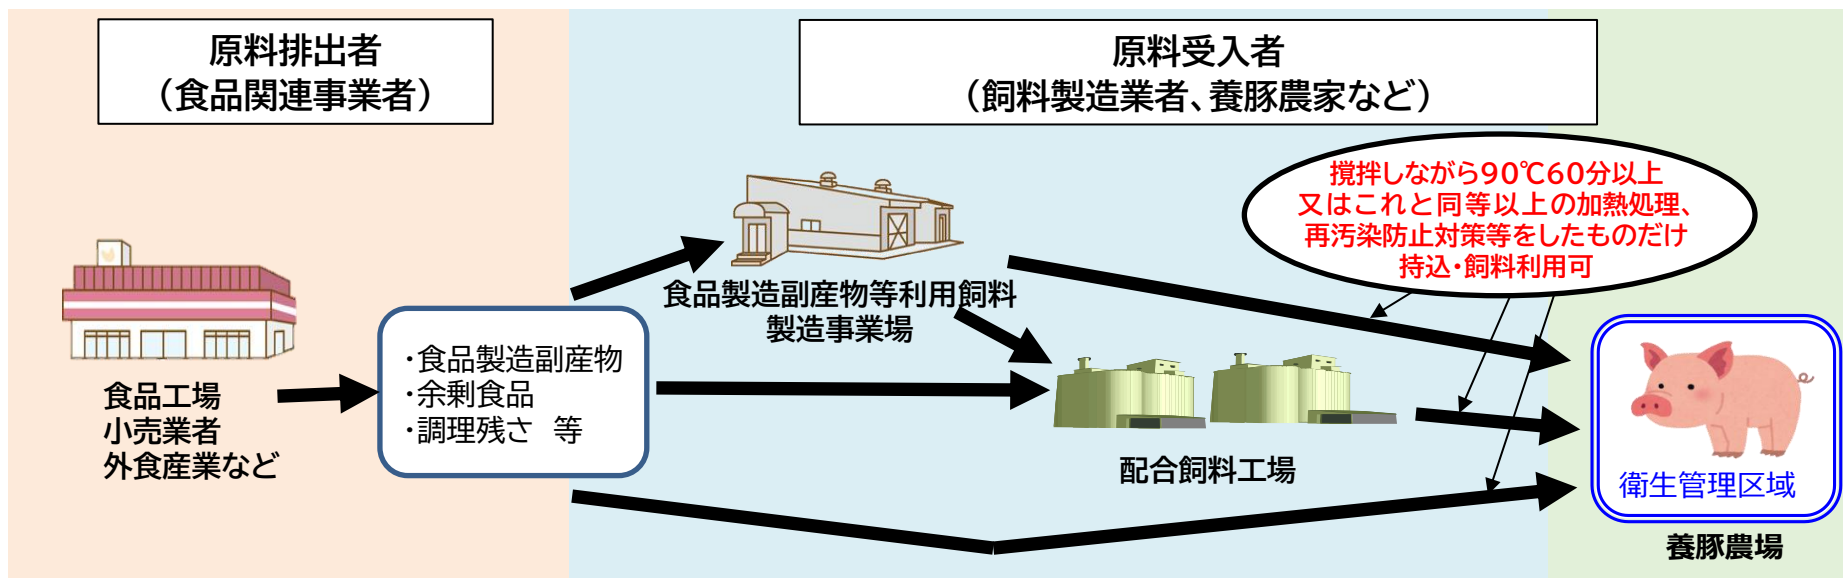 原料排出者
（食品関連事業者）
原料受入者
（飼料製造業者、養豚農家など）
撹拌しながら90℃60分以上
又はこれと同等以上の加熱処理、
再汚染防止対策等をしたものだけ
持込・飼料利用可
食品製造副産物等利用飼料
製造事業場
食品工場
小売業者
外食産業など
・食品製造副産物
・余剰食品
・調理残さ　等
配合飼料工場
衛生管理区域
養豚農場